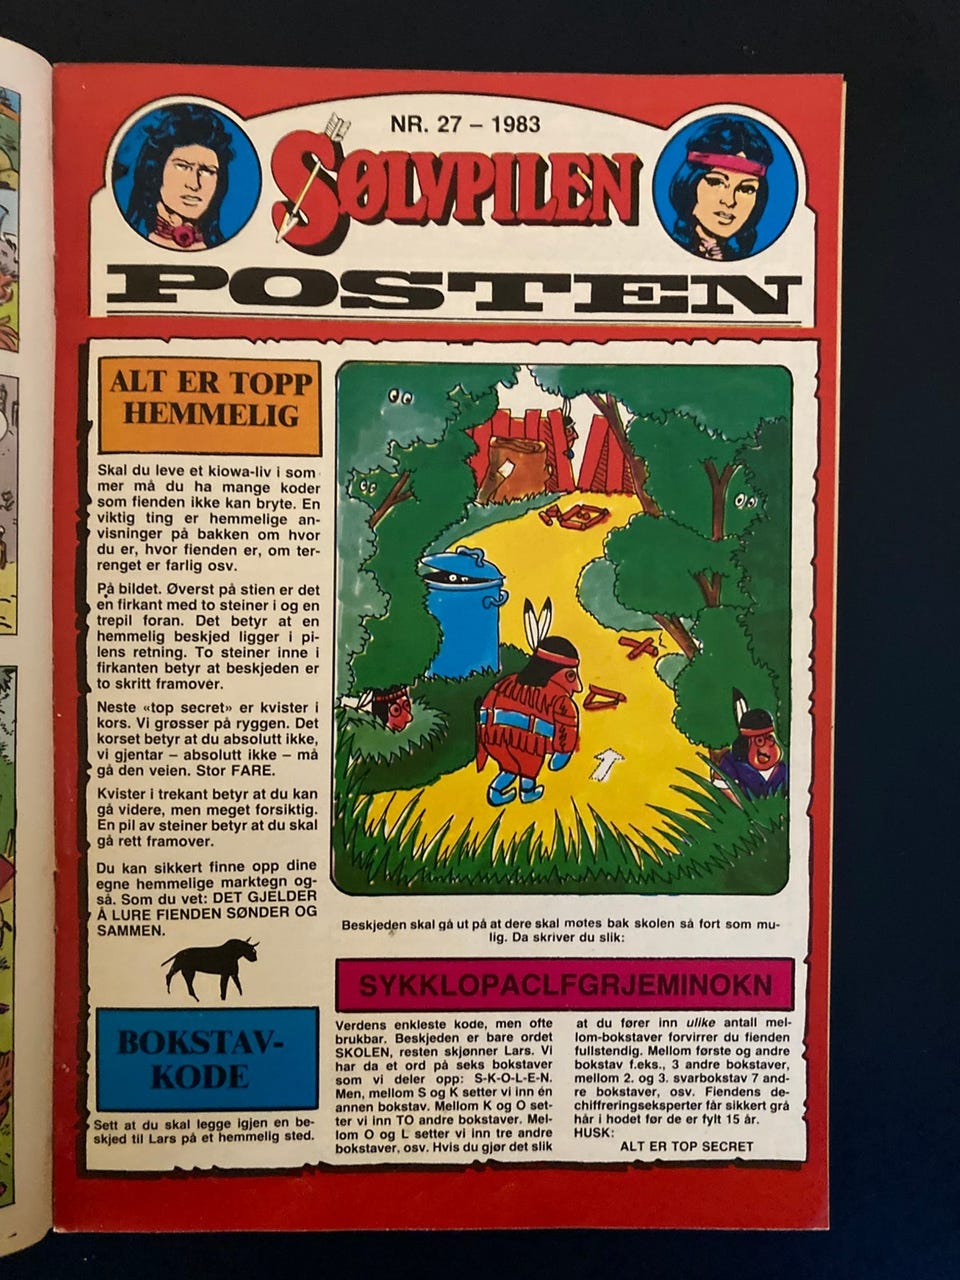 NR. 27 – 1983
SØLVPILEN
POSTEN
ALT ER TOPP
HEMMELIG
Skal du leve et kiowa-liv i som
mer må du ha mange koder
som fienden ikke kan bryte. En
viktig ting er hemmelige an-
visninger på bakken om hvor
du er, hvor fienden er, om ter-
renget er farlig osv.
På bildet. Øverst på stien er det
en firkant med to steiner i og en
trepil foran. Det betyr at en
hemmelig beskjed ligger i pi-
lens retning. To steiner inne i
firkanten betyr at beskjeden er
to skritt framover.
Neste «top secret» er kvister i
kors. Vi grøsser på ryggen. Det
korset betyr at du absolutt ikke,
vi gjentar – absolutt ikke – må
gå den veien. Stor FARE.
Kvister i trekant betyr at du kan
gå videre, men meget forsiktig.
En pil av steiner betyr at du skal
gå rett framover.
Du kan sikkert finne opp dine
egne hemmelige marktegn og-
så. Som du vet: DET GJELDER
Å LURE FIENDEN SØNDER OG
SAMMEN.
BOKSTAV-
KODE
Sett at du skal legge igjen en be-
skjed til Lars på et hemmelig sted.
Beskjeden skal gå ut på at dere skal møtes bak skolen så fort som mu-
lig. Da skriver du slik:
SYKKLOPACLFGRJEMINOKN
Verdens enkleste kode, men ofte
brukbar. Beskjeden er bare ordet
SKOLEN, resten skjønner Lars. Vi
har da et ord på seks bokstaver
som vi deler opp: S-K-O-L-E-N.
Men, mellom S og K setter vi inn én
annen bokstav. Mellom K og O set-
ter vi inn TO andre bokstaver. Mel-
lom O og L setter vi inn tre andre
bokstaver, osv. Hvis du gjør det slik
at du fører inn ulike antall mel-
lom-bokstaver forvirrer du fienden
fullstendig. Mellom første og andre
bokstav f.eks., 3 andre bokstaver,
mellom 2. og 3. svarbokstav 7 and-
re bokstaver, osv. Fiendens de-
chiffreringseksperter får sikkert grå
hår i hodet før de er fylt 15 år.
HUSK:
ALT ER TOP SECRET